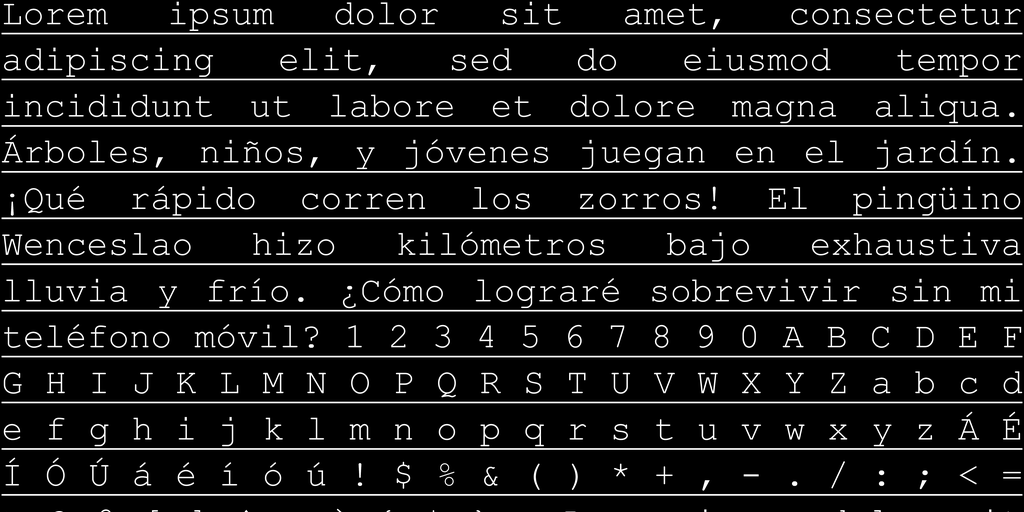 Lorem ipsum dolor sit amet, consectetur
adipiscing elit, sed do eiusmod tempor
incididunt ut labore et dolore magna aliqua.
Árboles, niños, y jóvenes juegan en el jardín.
¡Qué rápido corren los zorros! El pingüino
Wenceslao hizo kilómetros bajo exhaustiva
lluvia y frío. ¿Cómo lograré sobrevivir sin mi
teléfono móvil? 1 2 3 4 5 6 7 8 9 0 A B C D E F
G H I J K L M N O P Q R S T U V W X Y Z a b c d
e f g h i j k l m n o p q r s t u v w x y z Á É
Í Ó Ú á é í ó ú ! $ % & ( ) * + , - . / : ; < =